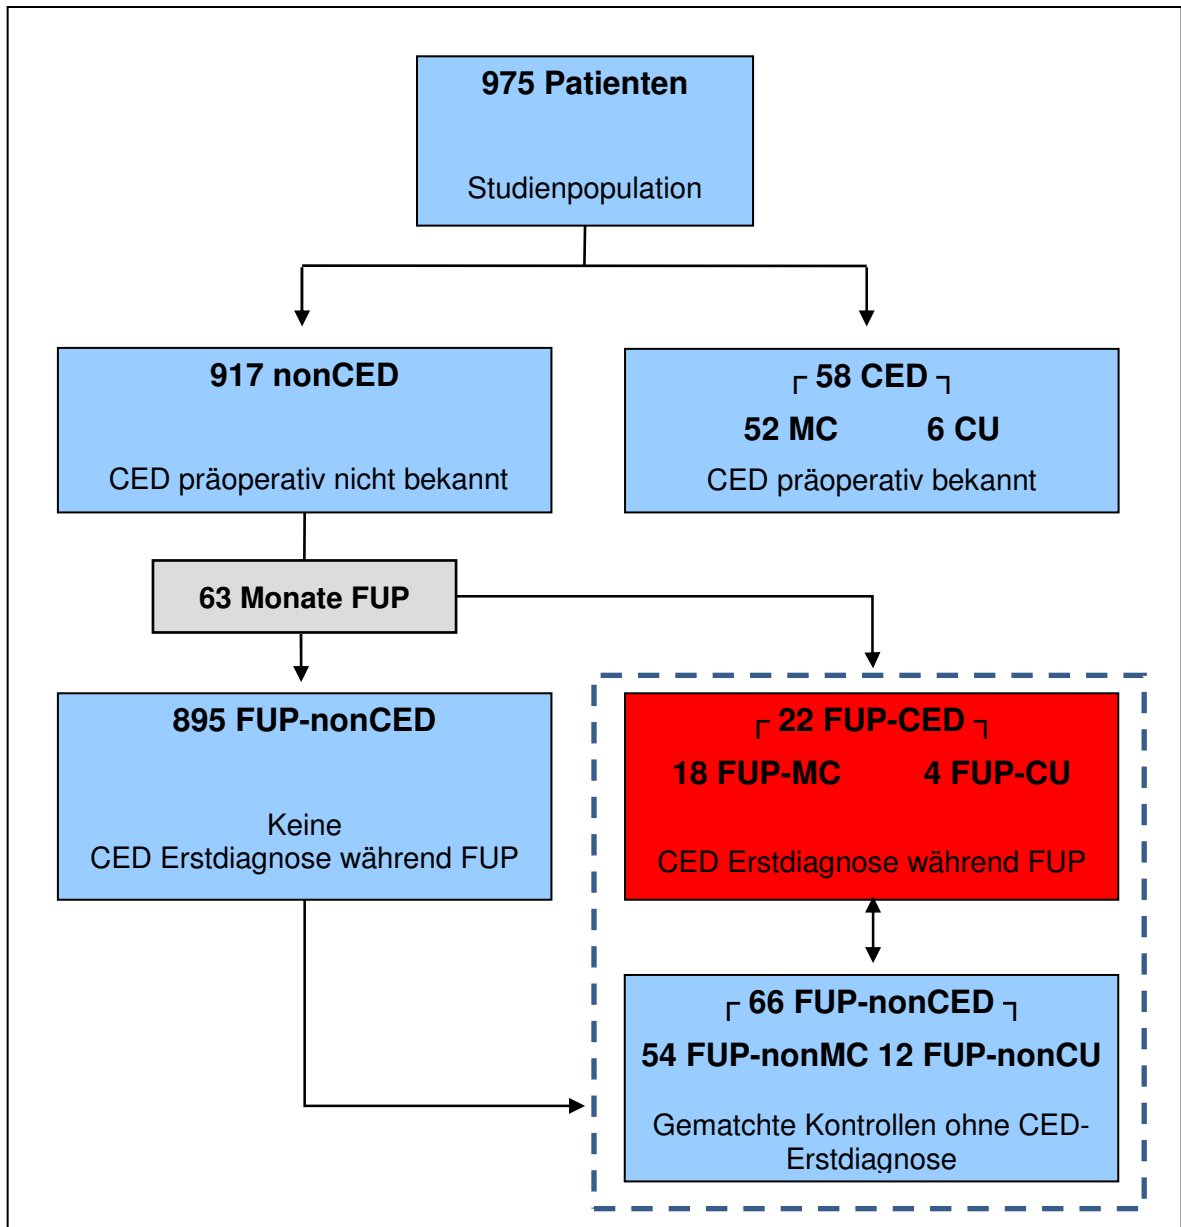 975 Patienten
Studienpopulation
917 nonCED
CED präoperativ nicht bekannt
58 CED
52 MC 6 CU
CED präoperativ bekannt
63 Monate FUP
895 FUP-nonCED
Keine
CED Erstdiagnose während FUP
22 FUP-CED
18 FUP-MC 4 FUP-CU
CED Erstdiagnose während FUP
66 FUP-nonCED
54 FUP-nonMC 12 FUP-nonCU
Gematchte Kontrollen ohne CED-
Erstdiagnose